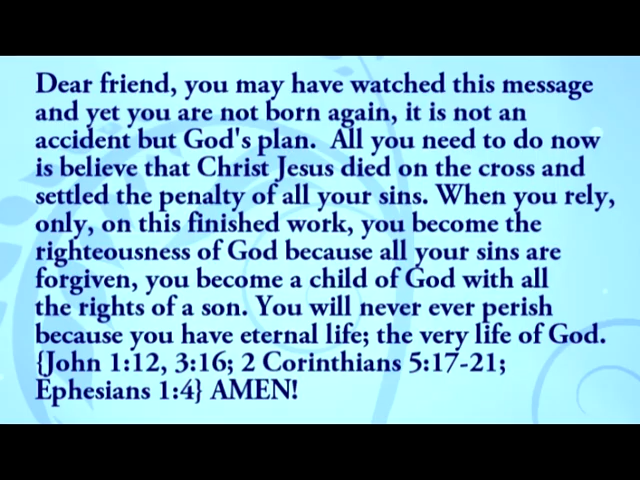 Dear friend, you may have watched this message
and yet you are not born again, it is not an
accident but God's plan.  All you need to do now
is believe that Christ Jesus died on the cross and
settled the penalty of all your sins. When you rely,
only, on this finished work, you become the
righteousness of God because all your sins are
forgiven, you become a child of God with all
the rights of a son. You will never ever perish
because you have eternal life; the very life of God.
{John 1:12, 3:16; 2 Corinthians 5:17-21;
Ephesians 1:4} AMEN!